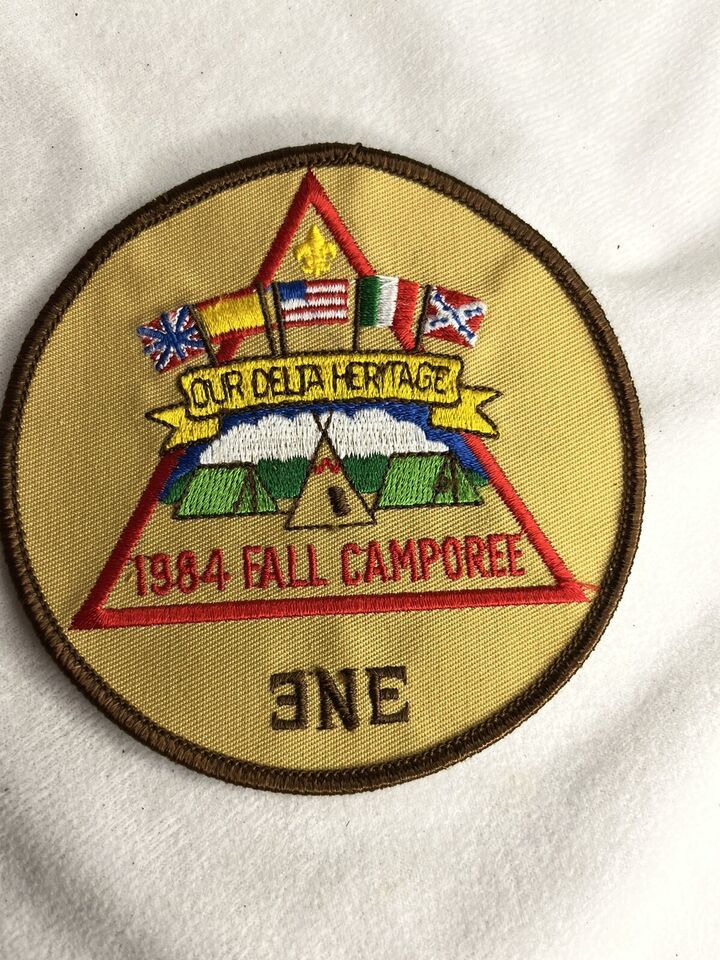 OUR DELTA HERITAGE
1984 FALL CAMPOREE
ƎNE